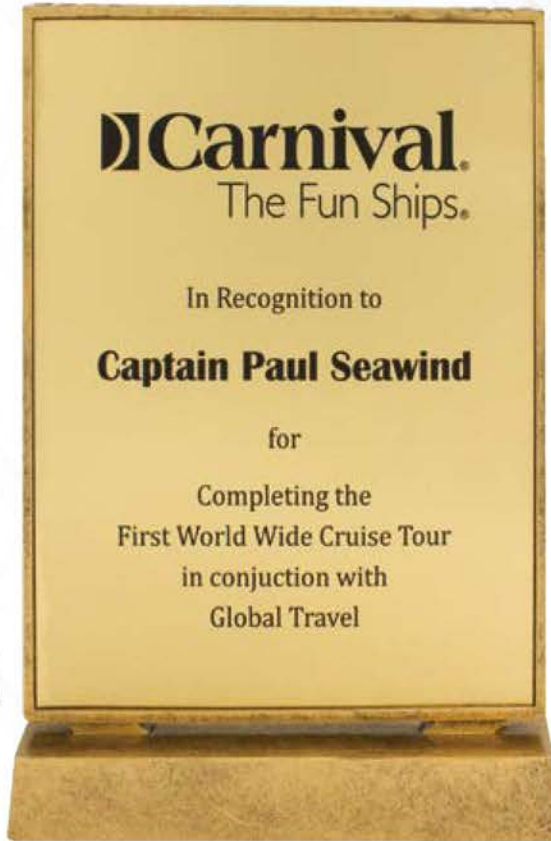 Carnival®
The Fun Ships®
In Recognition to
Captain Paul Seawind
for
Completing the
First World Wide Cruise Tour
in conjuction with
Global Travel